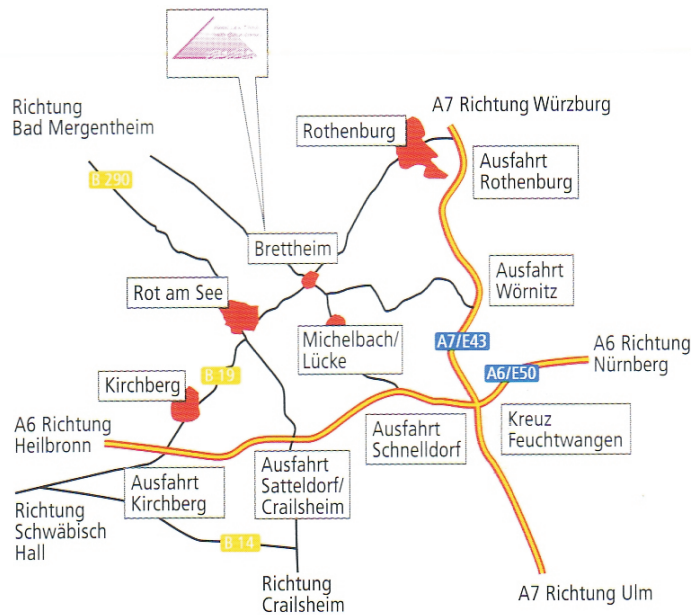 Richtung
Bad Mergentheim
A7 Richtung Würzburg
Rothenburg
Ausfahrt
Rothenburg
B 290
Brettheim
Ausfahrt
Wörnitz
Rot am See
Michelbach/
Lücke
A7/E43
A6 Richtung
Nürnberg
A6/E50
Kirchberg
B 19
A6 Richtung
Heilbronn
Ausfahrt
Schnelldorf
Kreuz
Feuchtwangen
Ausfahrt
Kirchberg
Ausfahrt
Satteldorf/
Crailsheim
Richtung
Schwäbisch
Hall
B 14
Richtung
Crailsheim
A7 Richtung Ulm